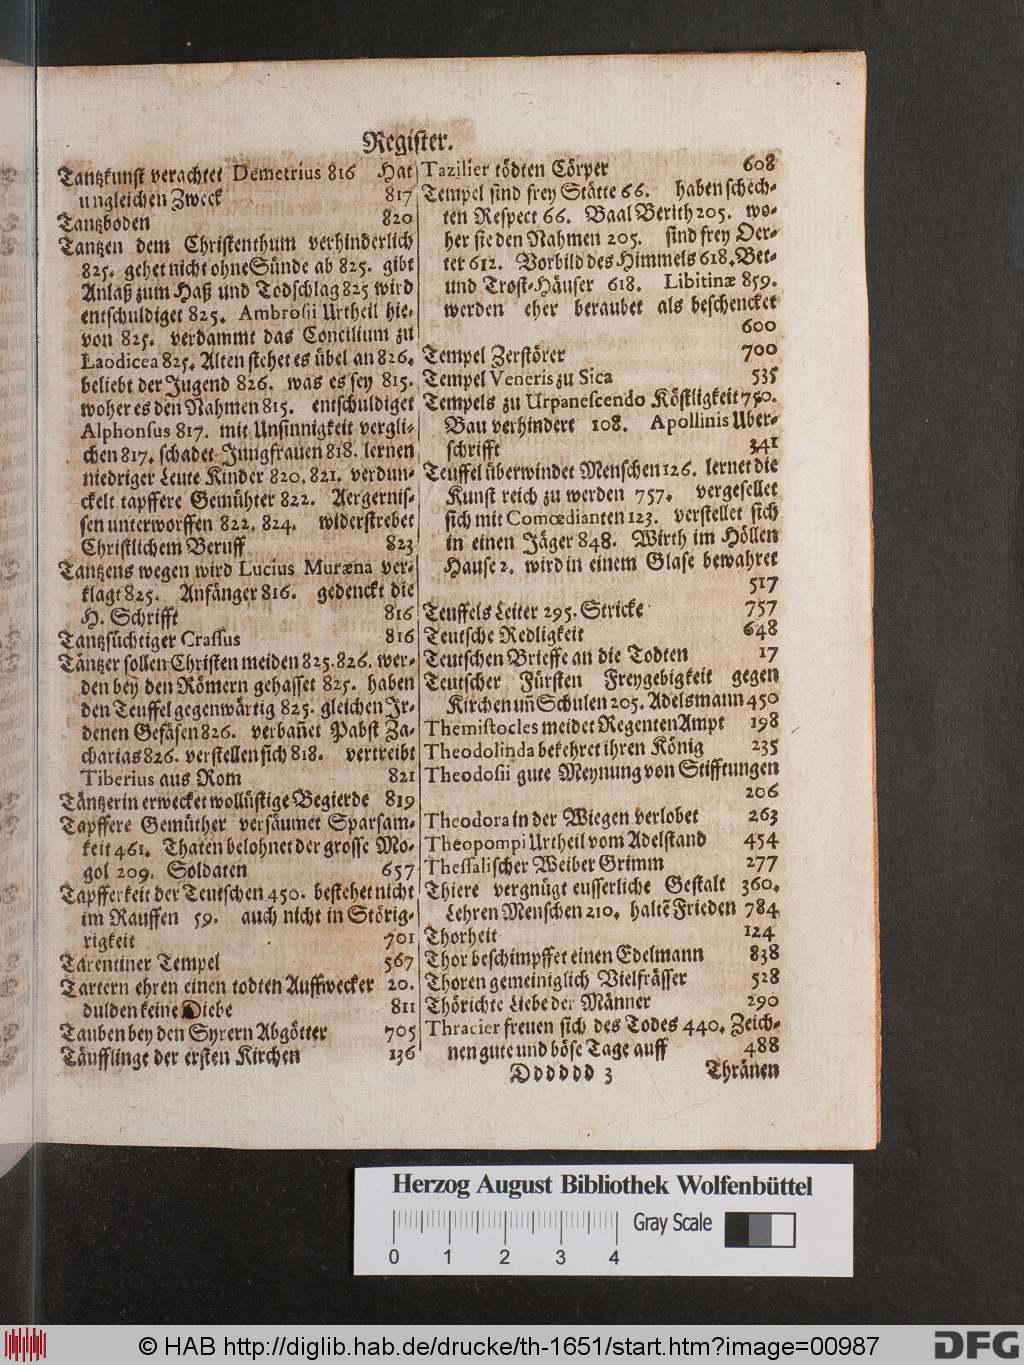 Register.
Tantzkunst verachtet Demetrius 816 Hat
ungleichen Zweck 817
Tantzboden 820
Tantzen dem Christenthum verhinderlich
825. gehet nicht ohne Sünde ab 825. gibt
Anlaß zum Haß und Todschlag 825 wird
entschuldiget 825. Ambrosii Urtheil hie-
von 825. verdammt das Concilium zu
Laodicea 825. Alten stehet es übel an 826.
beliebt der Jugend 826. was es sey 815.
woher es den Nahmen 815. entschuldiget
Alphonsus 817. mit Unsinnigkeit vergli-
chen 817. schadet Jungfrauen 818. lernen
niedriger Leute Kinder 820. 821. verdun-
ckelt tapffere Gemühter 822. Aergernis-
sen unterworffen 822. 824. widerstrebet
Christlichem Beruff 823
Tantzens wegen wird Lucius Muræna ver-
klagt 825. Anfänger 816. gedenckt die
H. Schrifft 816
Tantzsüchtiger Crassus 816
Täntzer sollen Christen meiden 825. 826. wer-
den bey den Römern gehasset 825. haben
den Teuffel gegenwärtig 825. gleichen Ir-
denen Gefäsen 826. verbañet Pabst Za-
charias 826. verstellen sich 818. vertreibt
Tiberius aus Rom 821
Täntzerin erwecket wollüstige Begierde 819
Tapffere Gemüther versäumet Sparsam-
keit 461. Thaten belohnet der grosse Mo-
gol 209. Soldaten 657
Tapfferkeit der Teutschen 450. bestehet nicht
im Rauffen 59. auch nicht in Störig-
rigkeit 701
Tarentiner Tempel 567
Tartern ehren einen todten Auffwecker 20.
dulden keine Diebe 811
Tauben bey den Syrern Abgötter 705
Täufflinge der ersten Kirchen 136
Tazilier tödten Cörper 608
Tempel sind frey Stätte 66. haben schech-
ten Respect 66. Baal Berith 205. wo-
her sie den Nahmen 205. sind frey Oer-
ter 612. Vorbild des Himmels 618. Bet-
und Trost-Häuser 618. Libitinæ 859.
werden eher beraubet als beschencket
600
Tempel Zerstörer 700
Tempel Veneris zu Sica 535
Tempels zu Urpanescendo Köstligkeit 750.
Bau verhindert 108. Apollinis Uber-
schrifft 341
Teuffel überwindet Menschen 126. lernet die
Kunst reich zu werden 757. vergesellet
sich mit Comœdianten 123. verstellet sich
in einen Jäger 848. Wirth im Höllen
Hause 2. wird in einem Glase bewahret
517
Teuffels Leiter 295. Stricke 757
Teutsche Redligkeit 648
Teutschen Brieffe an die Todten 17
Teutscher Fürsten Freygebigkeit gegen
Kirchen uñ Schulen 205. Adelsmann 450
Themistocles meidet Regenten Ampt 198
Theodolinda bekehret ihren König 235
Theodosii gute Meynung von Stifftungen
206
Theodora in der Wiegen verlobet 263
Theopompi Urtheil vom Adelstand 454
Thessalischer Weiber Grimm 277
Thiere vergnügt eusserliche Gestalt 360.
Lehren Menschen 210. haltē Frieden 784
Thorheit 124
Thor beschimpffet einen Edelmann 838
Thoren gemeiniglich Vielfrässer 528
Thörichte Liebe der Männer 290
Thracier freuen sich des Todes 440. Zeich-
nen gute und böse Tage auff 488
Dddddd 3 Thränen
Herzog August Bibliothek Wolfenbüttel
Gray Scale
0 1 2 3 4
© HAB http://diglib.hab.de/drucke/th-1651/start.htm?image=00987
DFG